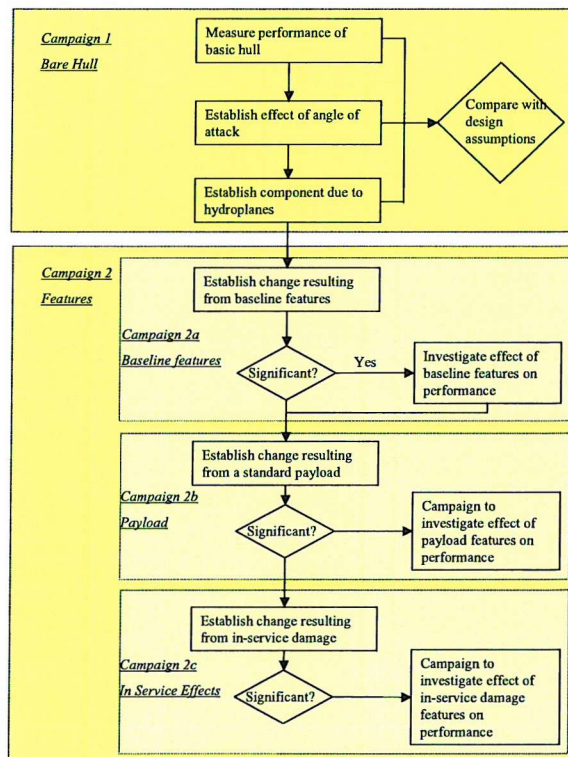 Campaign 1
Bare Hull
Measure performance of
basic hull
Establish effect of angle of
attack
Establish component due to
hydroplanes
Compare with
design
assumptions
Campaign 2
Features
Establish change resulting
from baseline features
Campaign 2a
Baseline features
Significant?
Yes
Investigate effect of
baseline features on
performance
Establish change resulting
from a standard payload
Campaign 2b
Payload
Significant?
Campaign to
investigate effect of
payload features on
performance
Establish change resulting
from in-service damage
Campaign 2c
In Service Effects
Significant?
Campaign to
investigate effect of
in-service damage
features on
performance